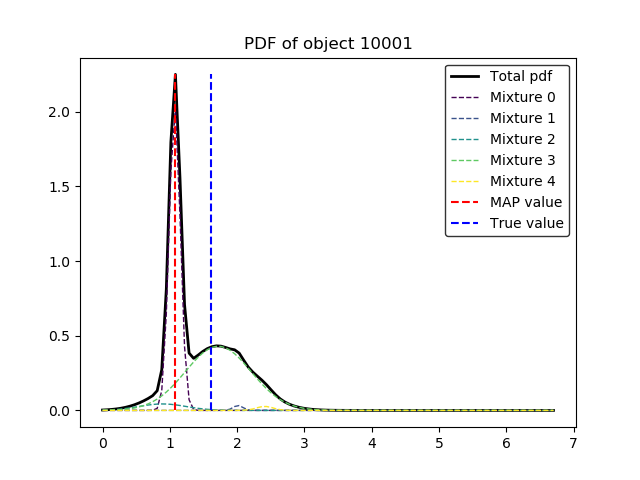 PDF of object 10001
Total pdf
Mixture 0
Mixture 1
Mixture 2
Mixture 3
Mixture 4
MAP value
True value
2.0
1.5
1.0
0.5
0.0
0 1 2 3 4 5 6 7